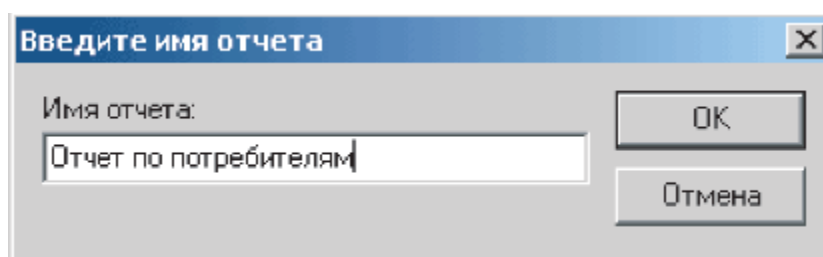 Введите имя отчета
Имя отчета:
OK
Отчет по потребителям
Отмена